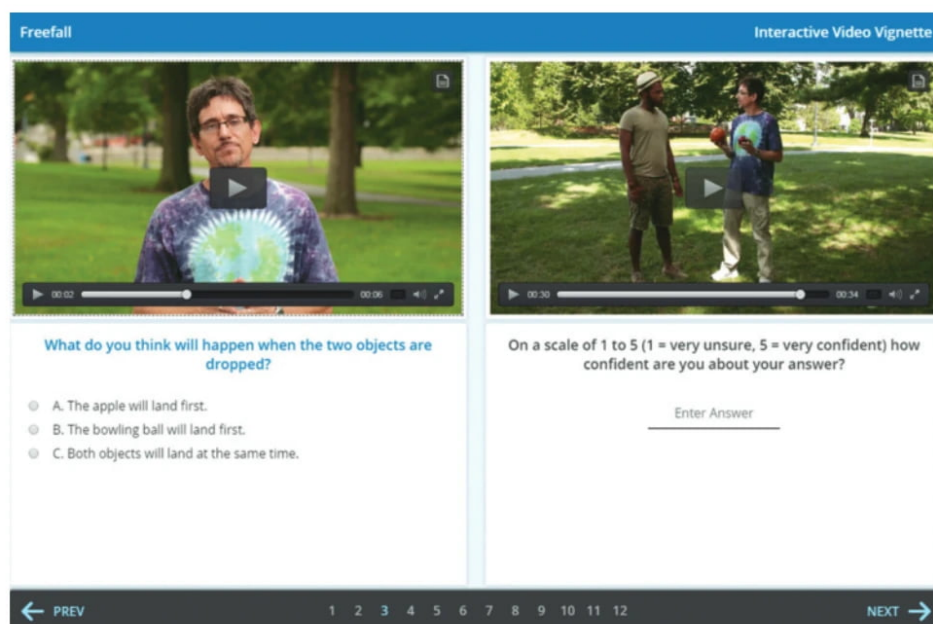 Freefall
Interactive Video Vignette
00:02
00:06
00:30
00:34
What do you think will happen when the two objects are
dropped?
A. The apple will land first.
B. The bowling ball will land first.
C. Both objects will land at the same time.
On a scale of 1 to 5 (1 = very unsure, 5 = very confident) how
confident are you about your answer?
Enter Answer
PREV
1 2 3 4 5 6 7 8 9 10 11 12
NEXT